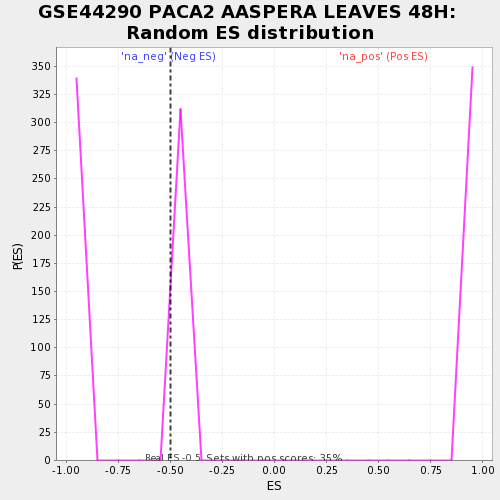 GSE44290 PACA2 AASPERA LEAVES 48H:
Random ES distribution
'na_neg' (Neg ES) 'na_pos' (Pos ES)
350
325
300
275
250
225
200
175
150
125
100
75
50
25
0
P(ES)
Real ES -0.5 Sets with pos scores: 35%
-1.00 -0.75 -0.50 -0.25 0.00 0.25 0.50 0.75 1.00
ES